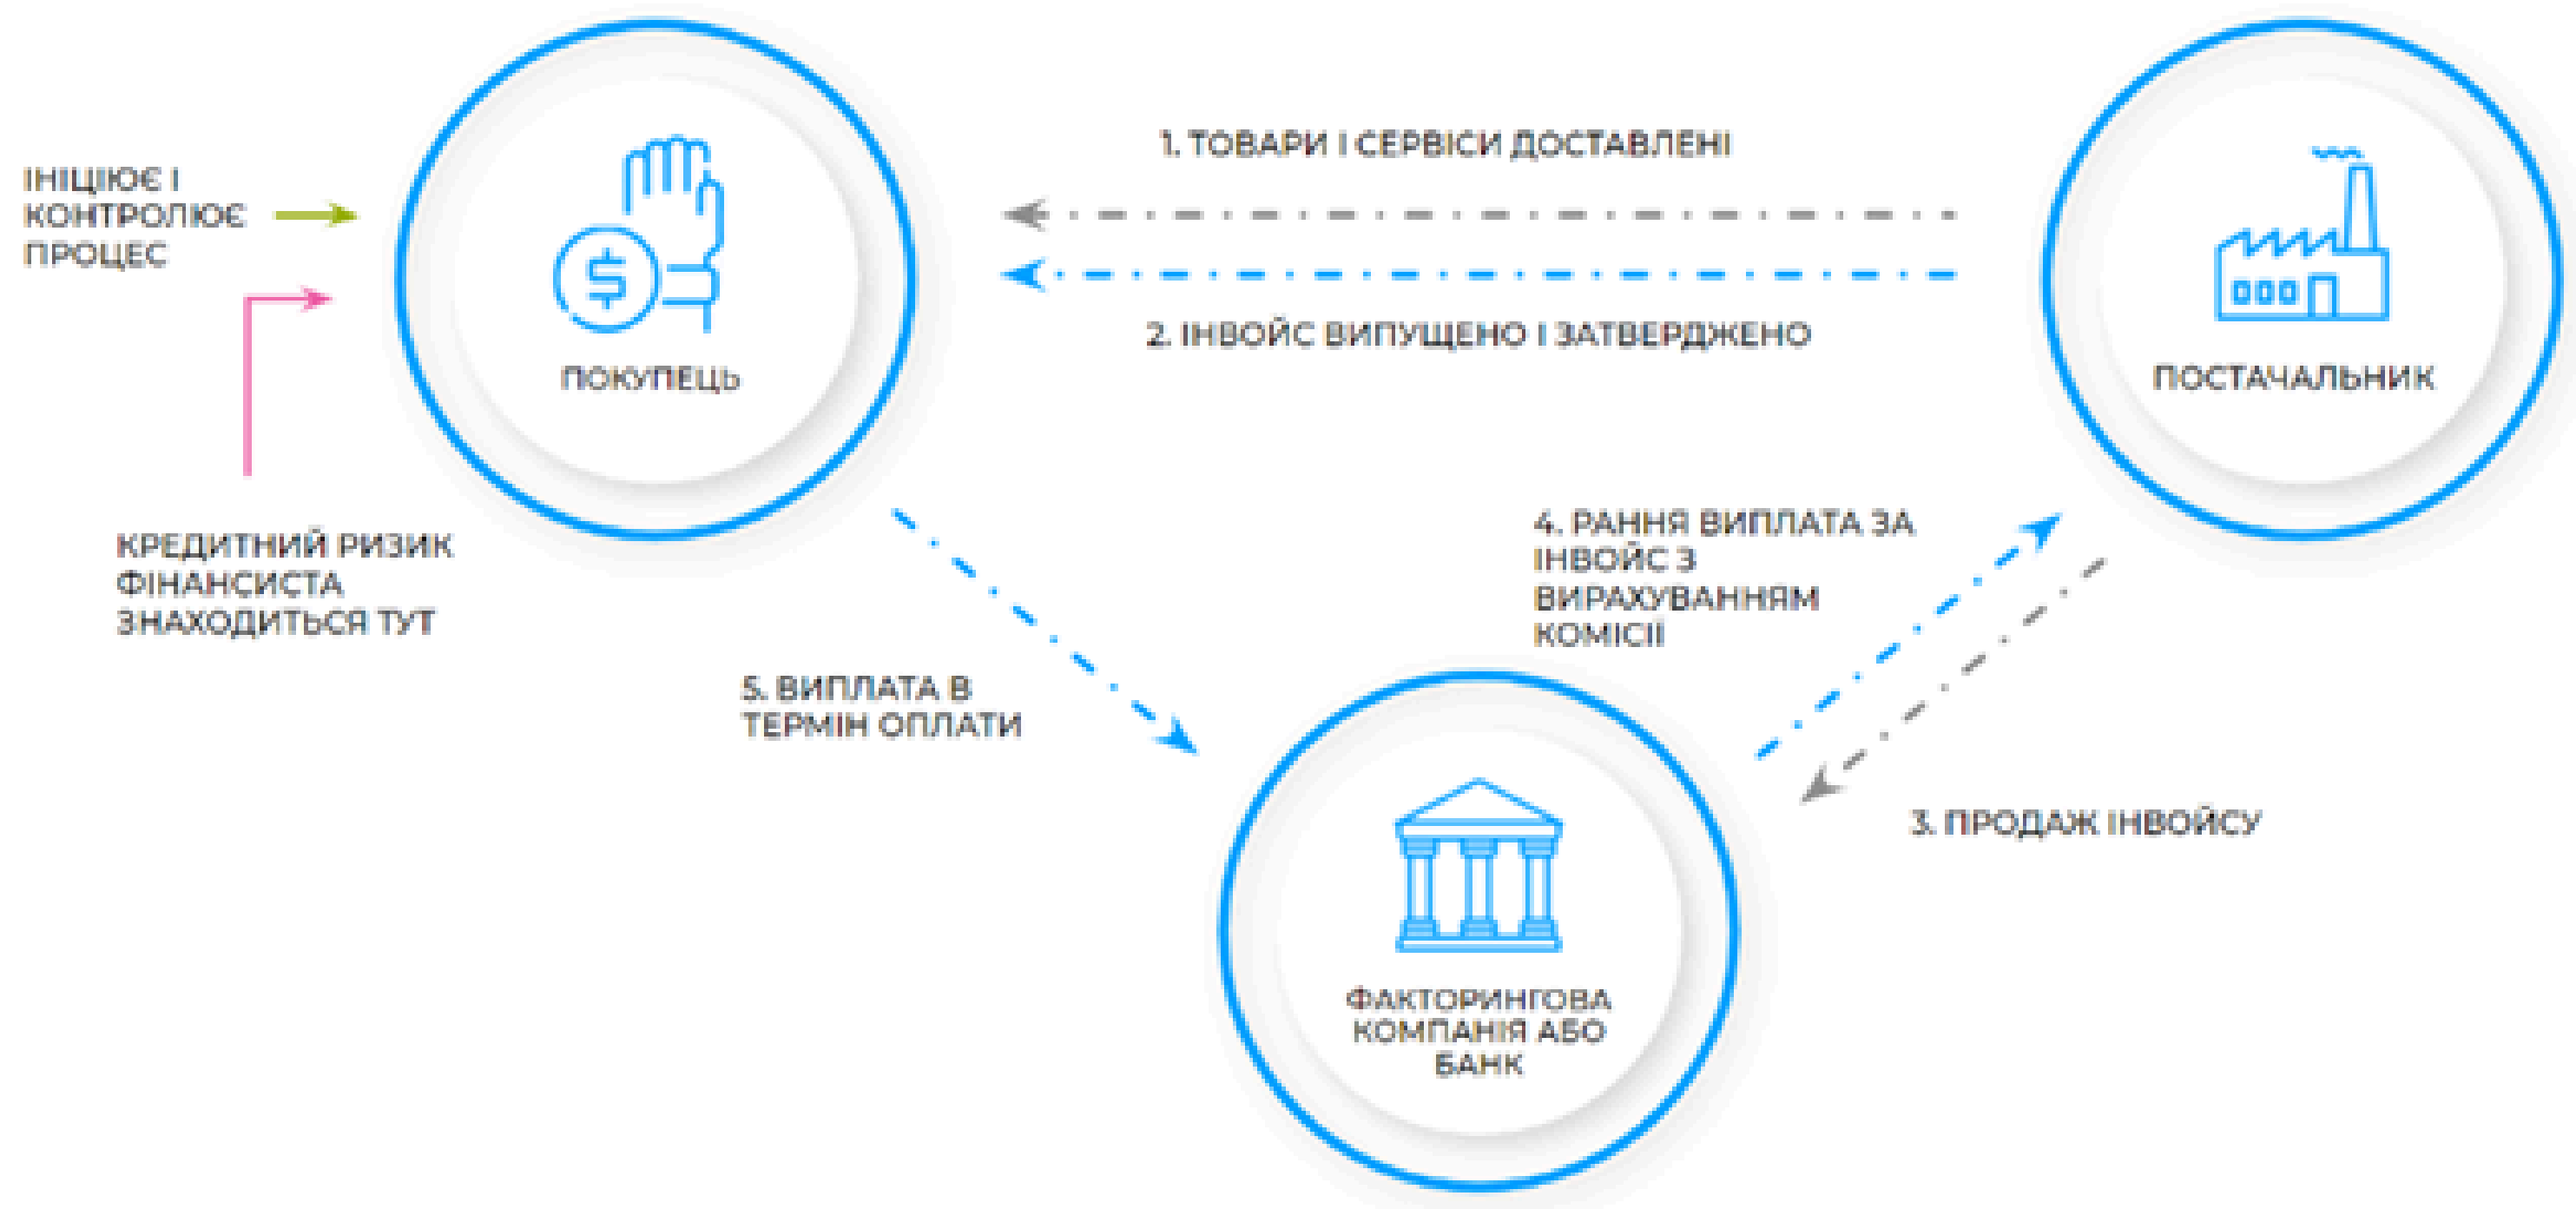 ІНІЦІЮЄ І
КОНТРОЛЮЄ
ПРОЦЕС
КРЕДИТНИЙ РИЗИК
ФІНАНСИСТА
ЗНАХОДИТЬСЯ ТУТ
$
ПОКУПЕЦЬ
1. ТОВАРИ І СЕРВІСИ ДОСТАВЛЕНІ
2. ІНВОЙС ВИПУЩЕНО І ЗАТВЕРДЖЕНО
ПОСТАЧАЛЬНИК
4. РАННЯ ВИПЛАТА ЗА
ІНВОЙС З
ВИРАХУВАННЯМ
КОМІСІЇ
5. ВИПЛАТА В
ТЕРМІН ОПЛАТИ
3. ПРОДАЖ ІНВОЙСУ
ФАКТОРИНГОВА
КОМПАНІЯ АБО
БАНК